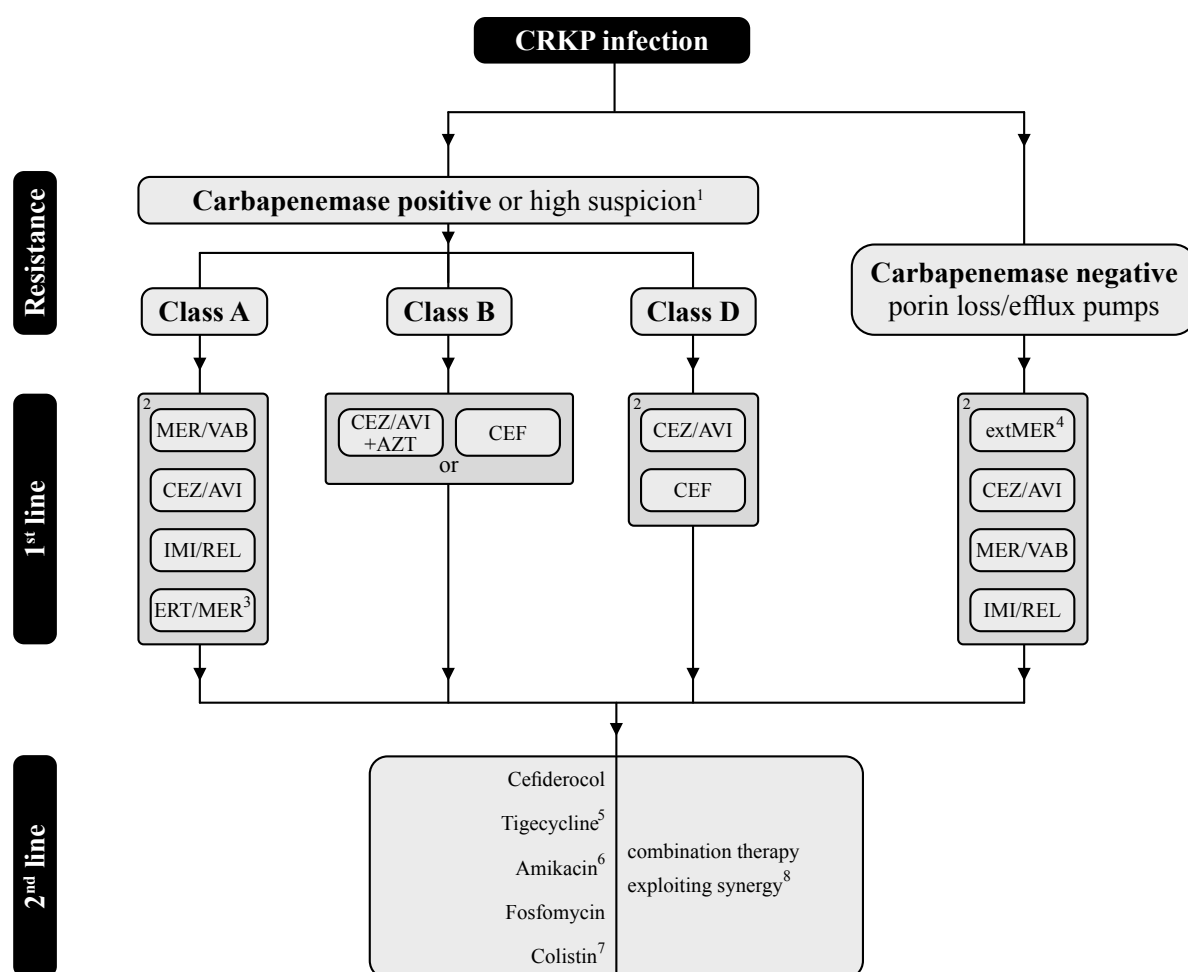 CRKP infection
Resistance
Carbapenemase positive or high suspicion¹
Carbapenemase negative
porin loss/efflux pumps
Class A
Class B
Class D
1st line
2
MER/VAB
CEZ/AVI
IMI/REL
ERT/MER³
CEZ/AVI
+AZT
or
CEF
2
CEZ/AVI
CEF
2
extMER⁴
CEZ/AVI
MER/VAB
IMI/REL
2nd line
Cefiderocol
Tigecycline⁵
Amikacin⁶
Fosfomycin
Colistin⁷
combination therapy
exploiting synergy⁸